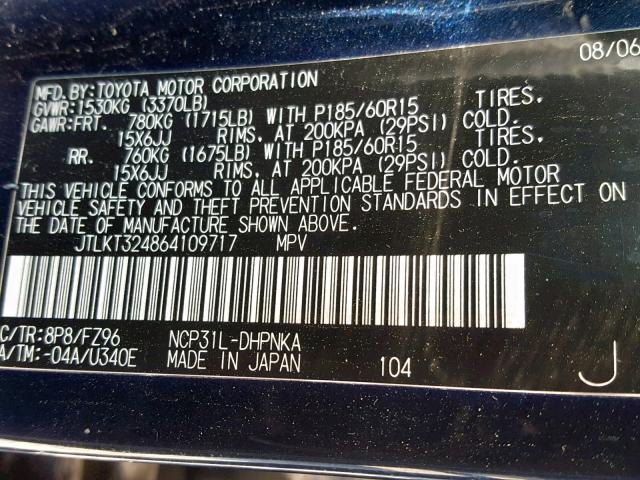 08/06
MFD. BY: TOYOTA MOTOR CORPORATION
GVWR: 1530KG (3370LB)
GAWR: FRT. 780KG (1715LB) WITH P185/60R15 TIRES,
15X6JJ RIMS, AT 200KPA (29PSI) COLD.
RR. 760KG (1675LB) WITH P185/60R15 TIRES,
15X6JJ RIMS, AT 200KPA (29PSI) COLD.
THIS VEHICLE CONFORMS TO ALL APPLICABLE FEDERAL MOTOR
VEHICLE SAFETY AND THEFT PREVENTION STANDARDS IN EFFECT ON
THE DATE OF MANUFACTURE SHOWN ABOVE.
JTLKT324864109717 MPV
C/TR: 8P8/FZ96 NCP31L-DHPNKA
A/TM: -04A/U340E MADE IN JAPAN 104 J